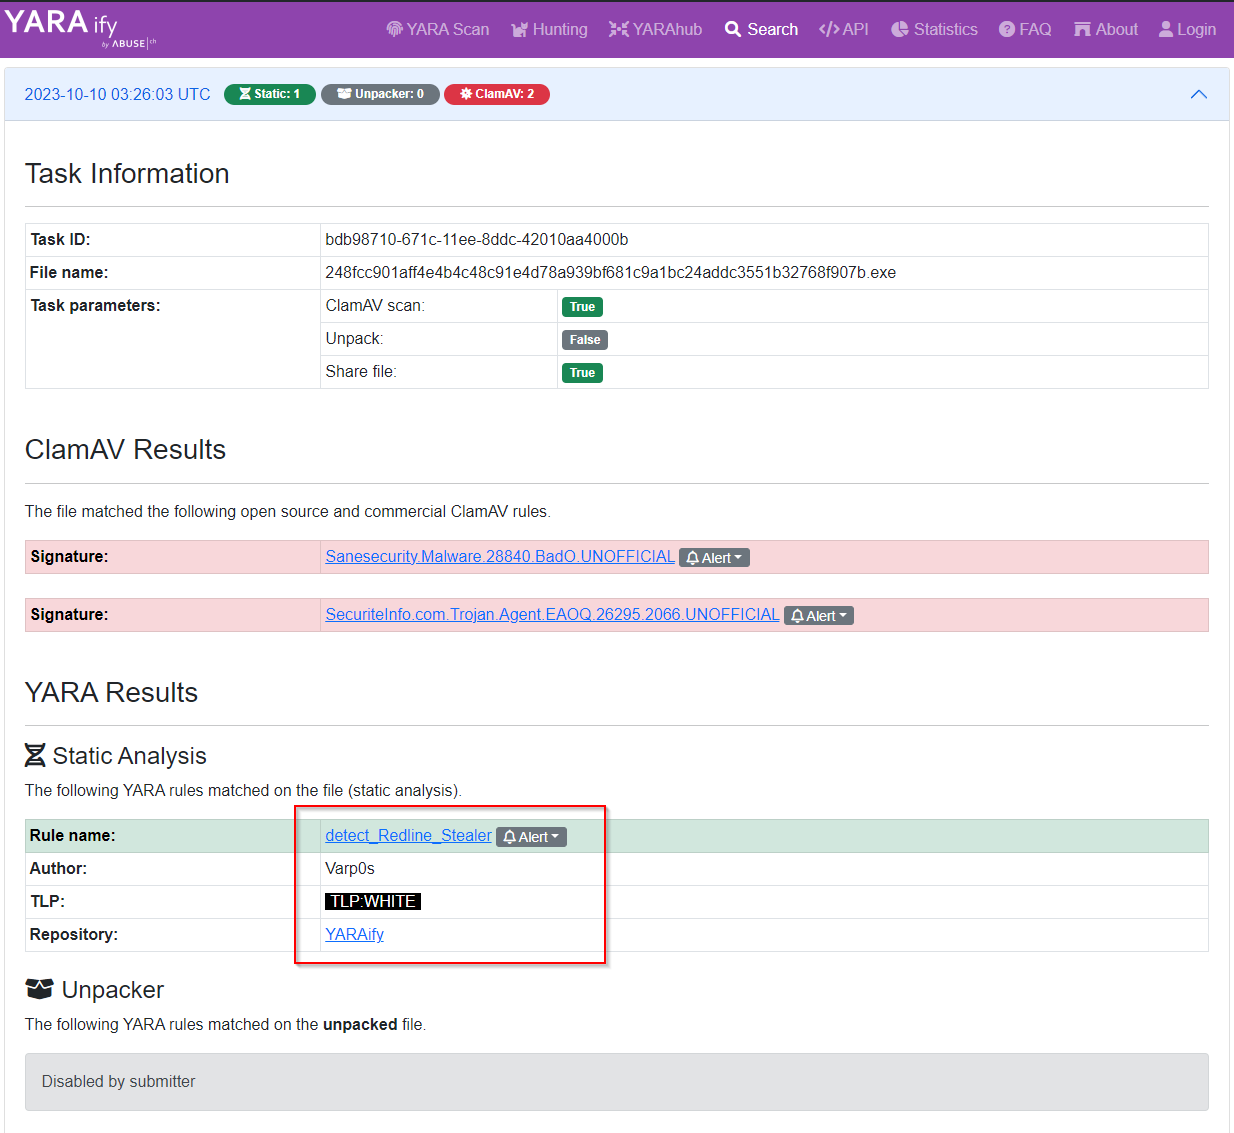 YARAify
by ABUSE|ch
YARA Scan Hunting YARAhub Search </> API Statistics FAQ About Login
2023-10-10 03:26:03 UTC Static: 1 Unpacker: 0 ClamAV: 2
Task Information
Task ID: bdb98710-671c-11ee-8ddc-42010aa4000b
File name: 248fcc901aff4e4b4c48c91e4d78a939bf681c9a1bc24addc3551b32768f907b.exe
Task parameters: ClamAV scan: True
Unpack: False
Share file: True
ClamAV Results
The file matched the following open source and commercial ClamAV rules.
Signature: Sanesecurity.Malware.28840.BadO.UNOFFICIAL Alert
Signature: SecuriteInfo.com.Trojan.Agent.EAOQ.26295.2066.UNOFFICIAL Alert
YARA Results
Static Analysis
The following YARA rules matched on the file (static analysis).
Rule name: detect_Redline_Stealer Alert
Author: Varp0s
TLP: TLP:WHITE
Repository: YARAify
Unpacker
The following YARA rules matched on the unpacked file.
Disabled by submitter